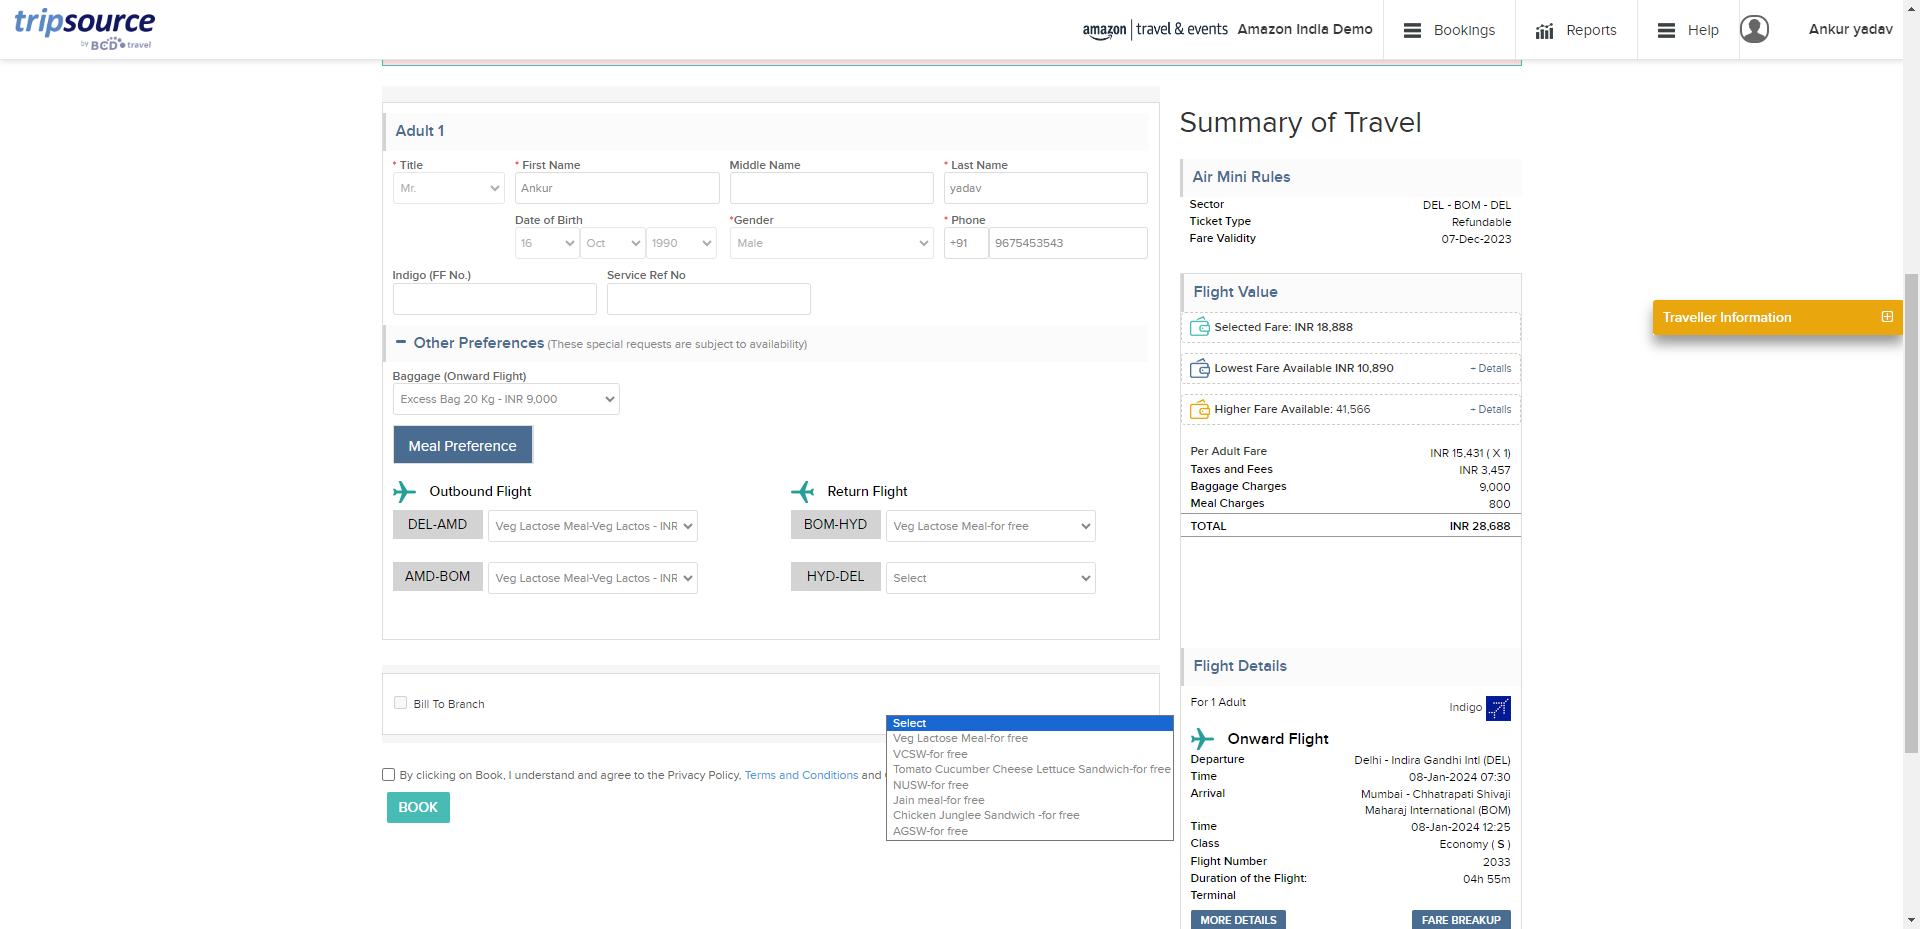 tripsource
by BCD travel
amazon | travel & events Amazon India Demo
Bookings
Reports
Help
Ankur yadav
Adult 1
* Title
* First Name
Middle Name
* Last Name
Mr.
Ankur
yadav
Date of Birth
*Gender
* Phone
16
Oct
1990
Male
+91
9675453543
Indigo (FF No.)
Service Ref No
Other Preferences (These special requests are subject to availability)
Baggage (Onward Flight)
Excess Bag 20 Kg - INR 9,000
Meal Preference
Outbound Flight
Return Flight
DEL-AMD
Veg Lactose Meal-Veg Lactos - INR
BOM-HYD
Veg Lactose Meal-for free
AMD-BOM
Veg Lactose Meal-Veg Lactos - INR
HYD-DEL
Select
Bill To Branch
Select
Veg Lactose Meal-for free
VCSW-for free
Tomato Cucumber Cheese Lettuce Sandwich-for free
NUSW-for free
Jain meal-for free
Chicken Junglee Sandwich -for free
AGSW-for free
By clicking on Book, I understand and agree to the Privacy Policy, Terms and Conditions and
BOOK
Summary of Travel
Air Mini Rules
Sector DEL - BOM - DEL
Ticket Type Refundable
Fare Validity 07-Dec-2023
Flight Value
Selected Fare: INR 18,888
Lowest Fare Available INR 10,890 + Details
Higher Fare Available: 41,566 + Details
Per Adult Fare INR 15,431 ( X 1)
Taxes and Fees INR 3,457
Baggage Charges 9,000
Meal Charges 800
TOTAL INR 28,688
Flight Details
For 1 Adult Indigo
Onward Flight
Departure Delhi - Indira Gandhi Intl (DEL)
Time 08-Jan-2024 07:30
Arrival Mumbai - Chhatrapati Shivaji
Maharaj International (BOM)
Time 08-Jan-2024 12:25
Class Economy ( S )
Flight Number 2033
Duration of the Flight: 04h 55m
Terminal
MORE DETAILS
FARE BREAKUP
Traveller Information